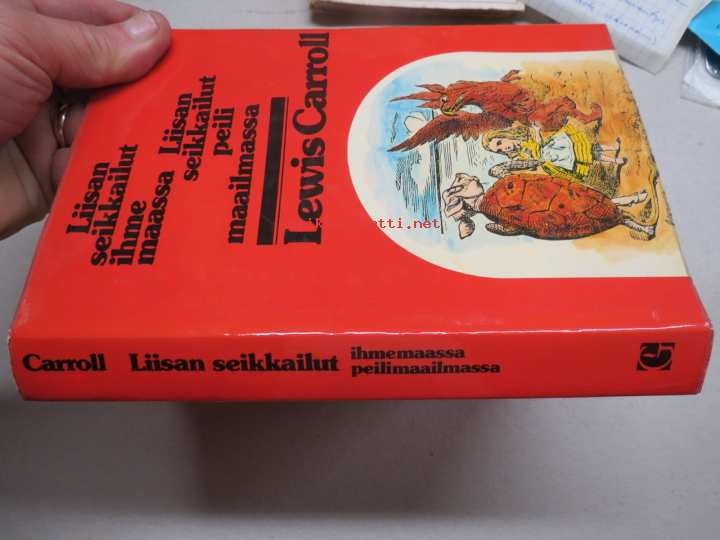 Liisan
seikkailut
ihme
maassa Liisan
seikkailut
peili
maailmassa
Lewis Carroll
Carroll Liisan seikkailut ihmemaassa
peilimaailmassa